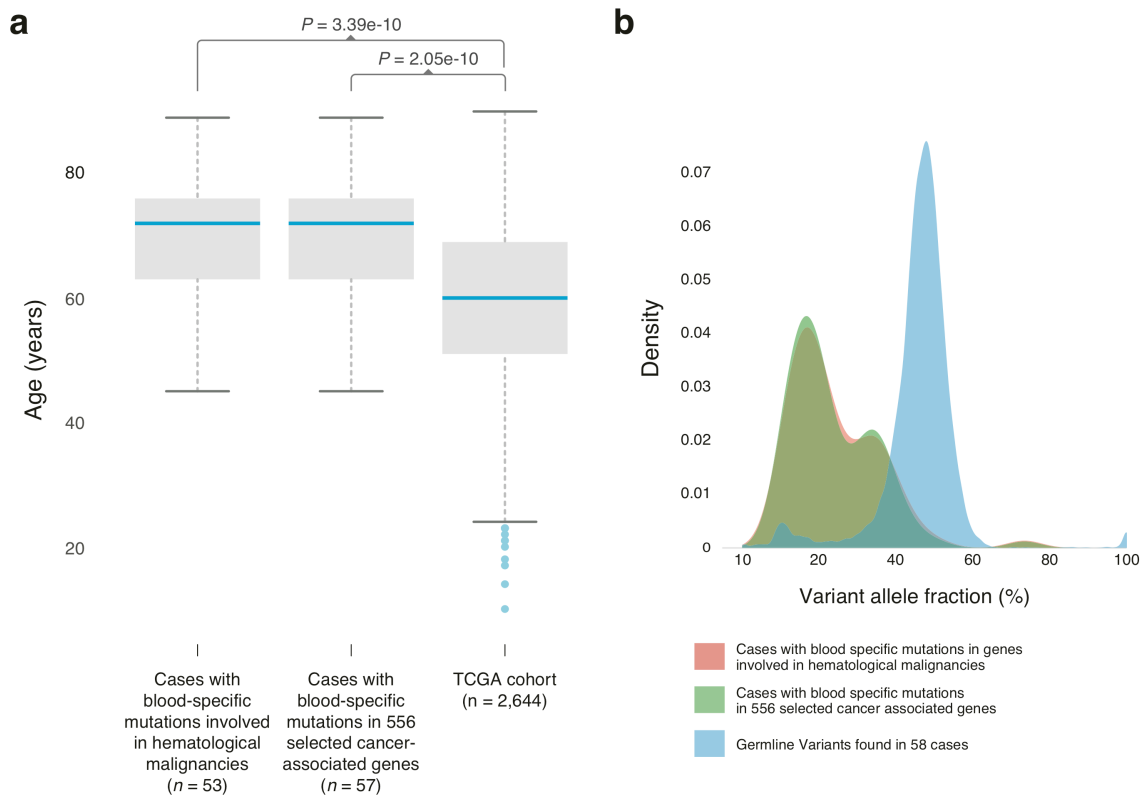 a
P = 3.39e-10
P = 2.05e-10
Age (years)
80
60
40
20
Cases with
blood-specific
mutations involved
in hematological
malignancies
(n = 53)
Cases with
blood-specific
mutations in 556
selected cancer-
associated genes
(n = 57)
TCGA cohort
(n = 2,644)
b
Density
0.07
0.06
0.05
0.04
0.03
0.02
0.01
0
10
20
40
60
80
100
Variant allele fraction (%)
Cases with blood specific mutations in genes
involved in hematological malignancies
Cases with blood specific mutations
in 556 selected cancer associated genes
Germline Variants found in 58 cases